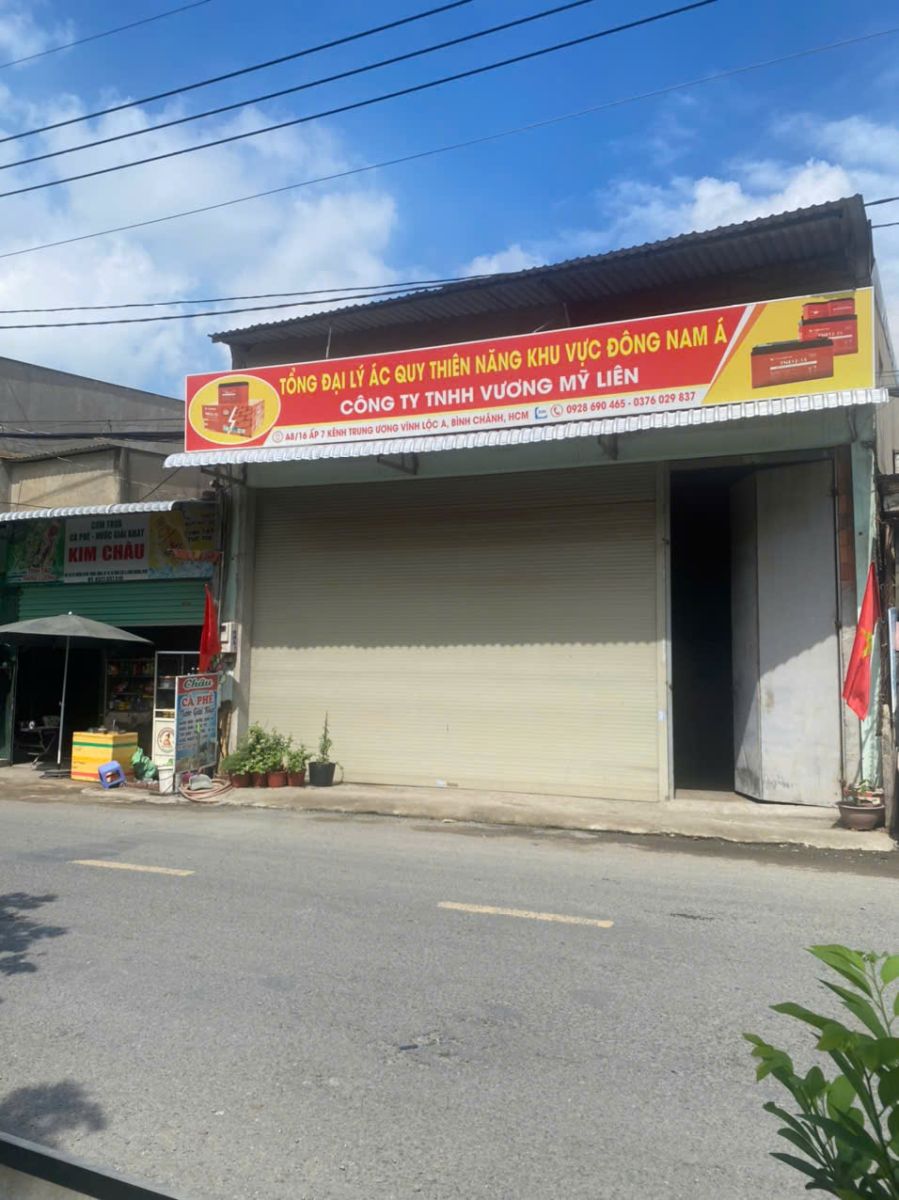 TỔNG ĐẠI LÝ ẮC QUY THIÊN NĂNG KHU VỰC ĐÔNG NAM Á
CÔNG TY TNHH VƯƠNG MỸ LIÊN
A8/16 ẤP 7 KÊNH TRUNG ƯƠNG VĨNH LỘC A, BÌNH CHÁNH, HCM 0928 690 465 - 0376 029 837
CƠM TRƯA
CÀ PHÊ - NƯỚC GIẢI KHÁT
KIM CHÂU
Châu
CÀ PHÊ